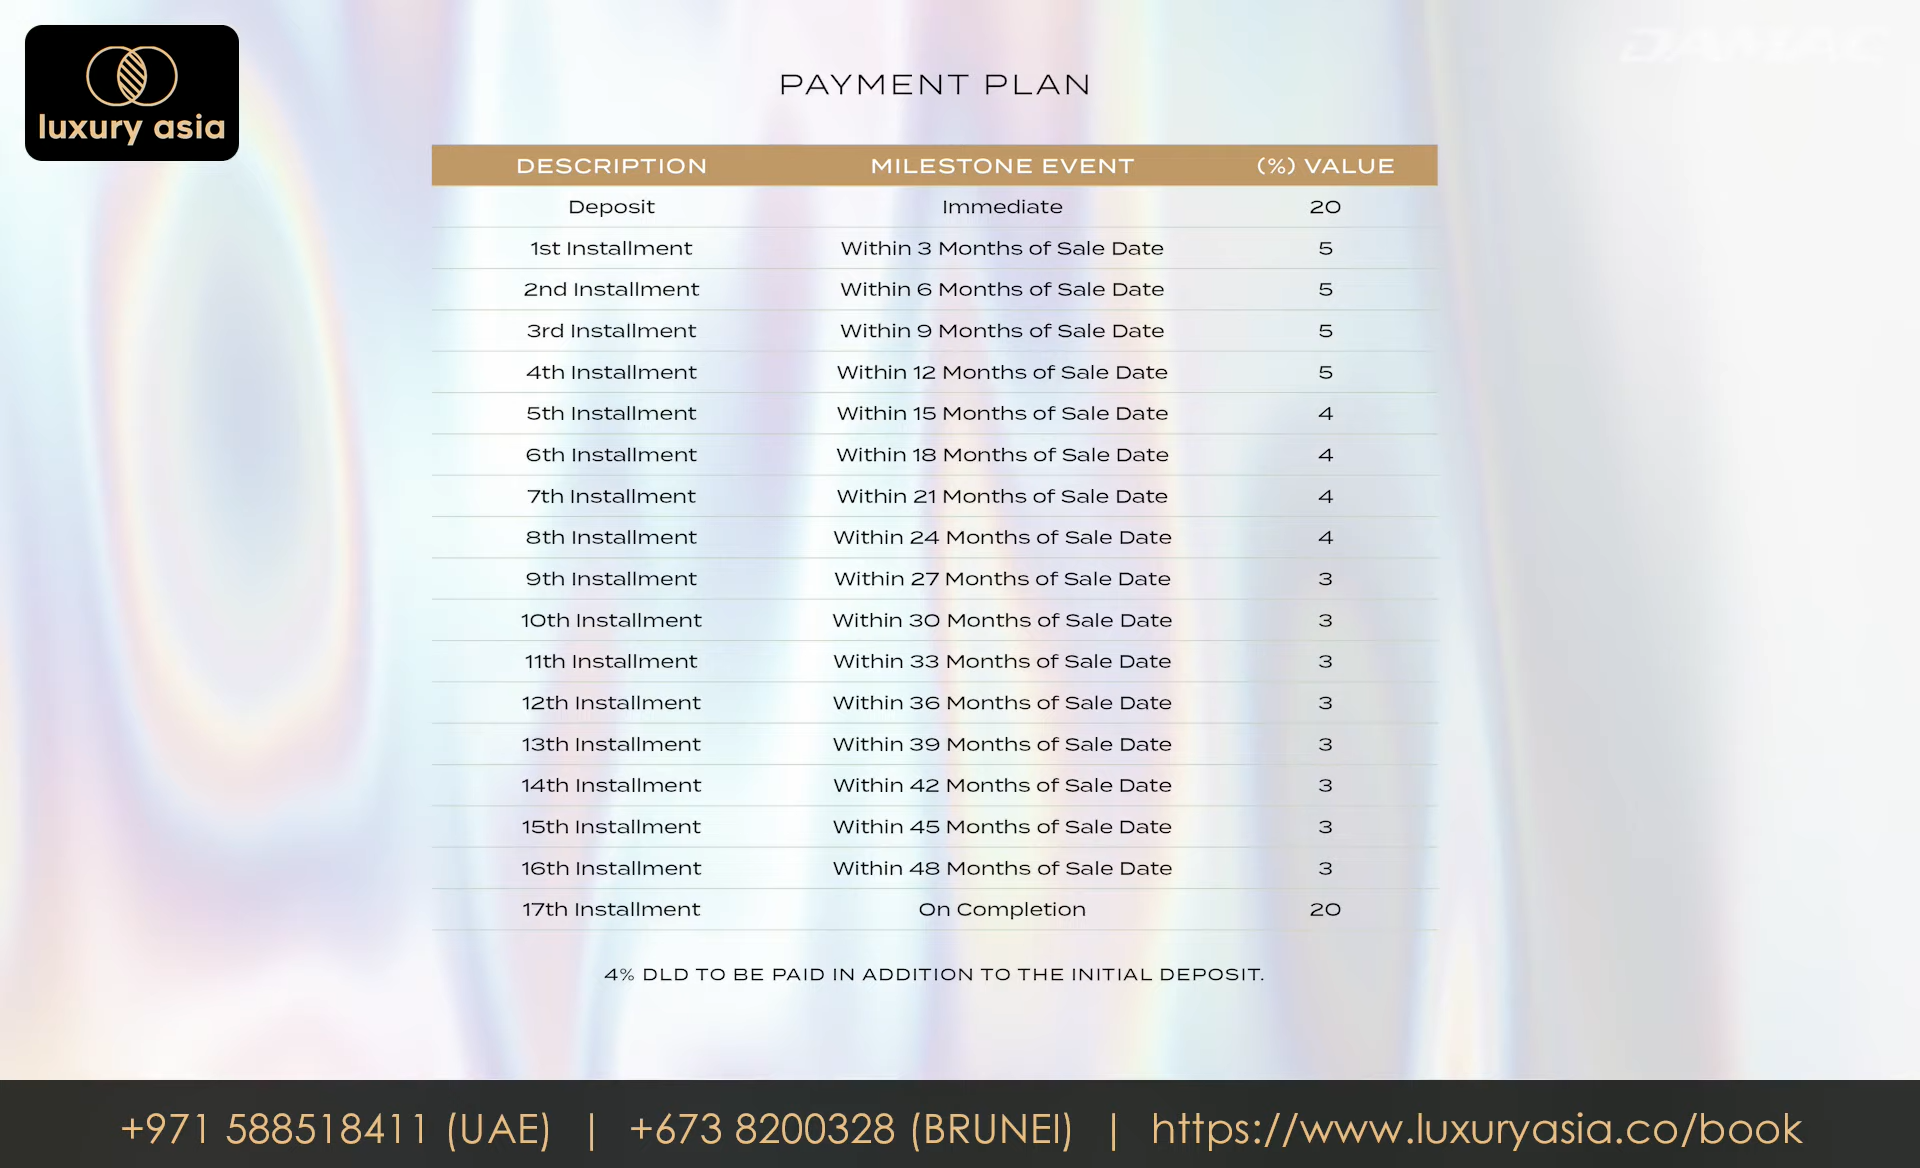 luxury asia
DAMAC
PAYMENT PLAN
DESCRIPTION MILESTONE EVENT (%) VALUE
Deposit Immediate 20
1st Installment Within 3 Months of Sale Date 5
2nd Installment Within 6 Months of Sale Date 5
3rd Installment Within 9 Months of Sale Date 5
4th Installment Within 12 Months of Sale Date 5
5th Installment Within 15 Months of Sale Date 4
6th Installment Within 18 Months of Sale Date 4
7th Installment Within 21 Months of Sale Date 4
8th Installment Within 24 Months of Sale Date 4
9th Installment Within 27 Months of Sale Date 3
10th Installment Within 30 Months of Sale Date 3
11th Installment Within 33 Months of Sale Date 3
12th Installment Within 36 Months of Sale Date 3
13th Installment Within 39 Months of Sale Date 3
14th Installment Within 42 Months of Sale Date 3
15th Installment Within 45 Months of Sale Date 3
16th Installment Within 48 Months of Sale Date 3
17th Installment On Completion 20
4% DLD TO BE PAID IN ADDITION TO THE INITIAL DEPOSIT.
+971 588518411 (UAE) | +673 8200328 (BRUNEI) | https://www.luxuryasia.co/book